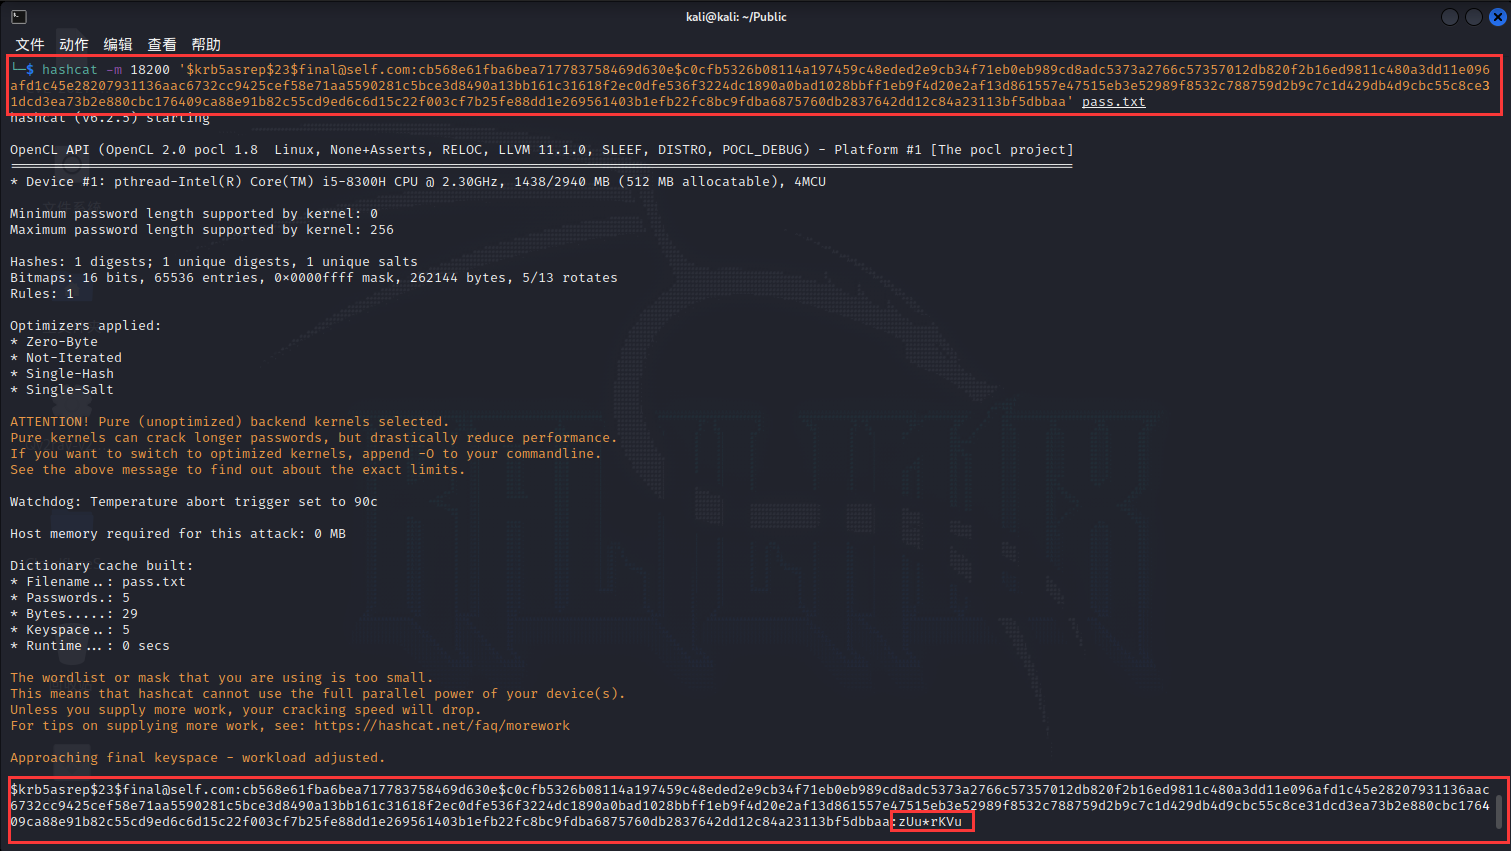 kali@kali: ~/Public
文件 动作 编辑 查看 帮助
└─$ hashcat -m 18200 '$krb5asrep$23$final@self.com:cb568e61fba6bea717783758469d630e$c0cfb5326b08114a197459c48eded2e9cb34f71eb0eb989cd8adc5373a2766c57357012db820f2b16ed9811c480a3dd11e096
afd1c45e28207931136aac6732cc9425cef58e71aa5590281c5bce3d8490a13bb161c31618f2ec0dfe536f3224dc1890a0bad1028bbff1eb9f4d20e2af13d861557e47515eb3e52989f8532c788759d2b9c7c1d429db4d9cbc55c8ce3
1dcd3ea73b2e880cbc176409ca88e91b82c55cd9ed6c6d15c22f003cf7b25fe88dd1e269561403b1efb22fc8bc9fdba6875760db2837642dd12c84a23113bf5dbbaa' pass.txt
hashcat (v6.2.5) starting
OpenCL API (OpenCL 2.0 pocl 1.8  Linux, None+Asserts, RELOC, LLVM 11.1.0, SLEEF, DISTRO, POCL_DEBUG) - Platform #1 [The pocl project]
* Device #1: pthread-Intel(R) Core(TM) i5-8300H CPU @ 2.30GHz, 1438/2940 MB (512 MB allocatable), 4MCU
Minimum password length supported by kernel: 0
Maximum password length supported by kernel: 256
Hashes: 1 digests; 1 unique digests, 1 unique salts
Bitmaps: 16 bits, 65536 entries, 0×0000ffff mask, 262144 bytes, 5/13 rotates
Rules: 1
Optimizers applied:
* Zero-Byte
* Not-Iterated
* Single-Hash
* Single-Salt
ATTENTION! Pure (unoptimized) backend kernels selected.
Pure kernels can crack longer passwords, but drastically reduce performance.
If you want to switch to optimized kernels, append -O to your commandline.
See the above message to find out about the exact limits.
Watchdog: Temperature abort trigger set to 90c
Host memory required for this attack: 0 MB
Dictionary cache built:
* Filename..: pass.txt
* Passwords.: 5
* Bytes.....: 29
* Keyspace..: 5
* Runtime...: 0 secs
The wordlist or mask that you are using is too small.
This means that hashcat cannot use the full parallel power of your device(s).
Unless you supply more work, your cracking speed will drop.
For tips on supplying more work, see: https://hashcat.net/faq/morework
Approaching final keyspace - workload adjusted.
$krb5asrep$23$final@self.com:cb568e61fba6bea717783758469d630e$c0cfb5326b08114a197459c48eded2e9cb34f71eb0eb989cd8adc5373a2766c57357012db820f2b16ed9811c480a3dd11e096afd1c45e28207931136aac
6732cc9425cef58e71aa5590281c5bce3d8490a13bb161c31618f2ec0dfe536f3224dc1890a0bad1028bbff1eb9f4d20e2af13d861557e47515eb3e52989f8532c788759d2b9c7c1d429db4d9cbc55c8ce31dcd3ea73b2e880cbc1764
09ca88e91b82c55cd9ed6c6d15c22f003cf7b25fe88dd1e269561403b1efb22fc8bc9fdba6875760db2837642dd12c84a23113bf5dbbaa:zUu*rKVu